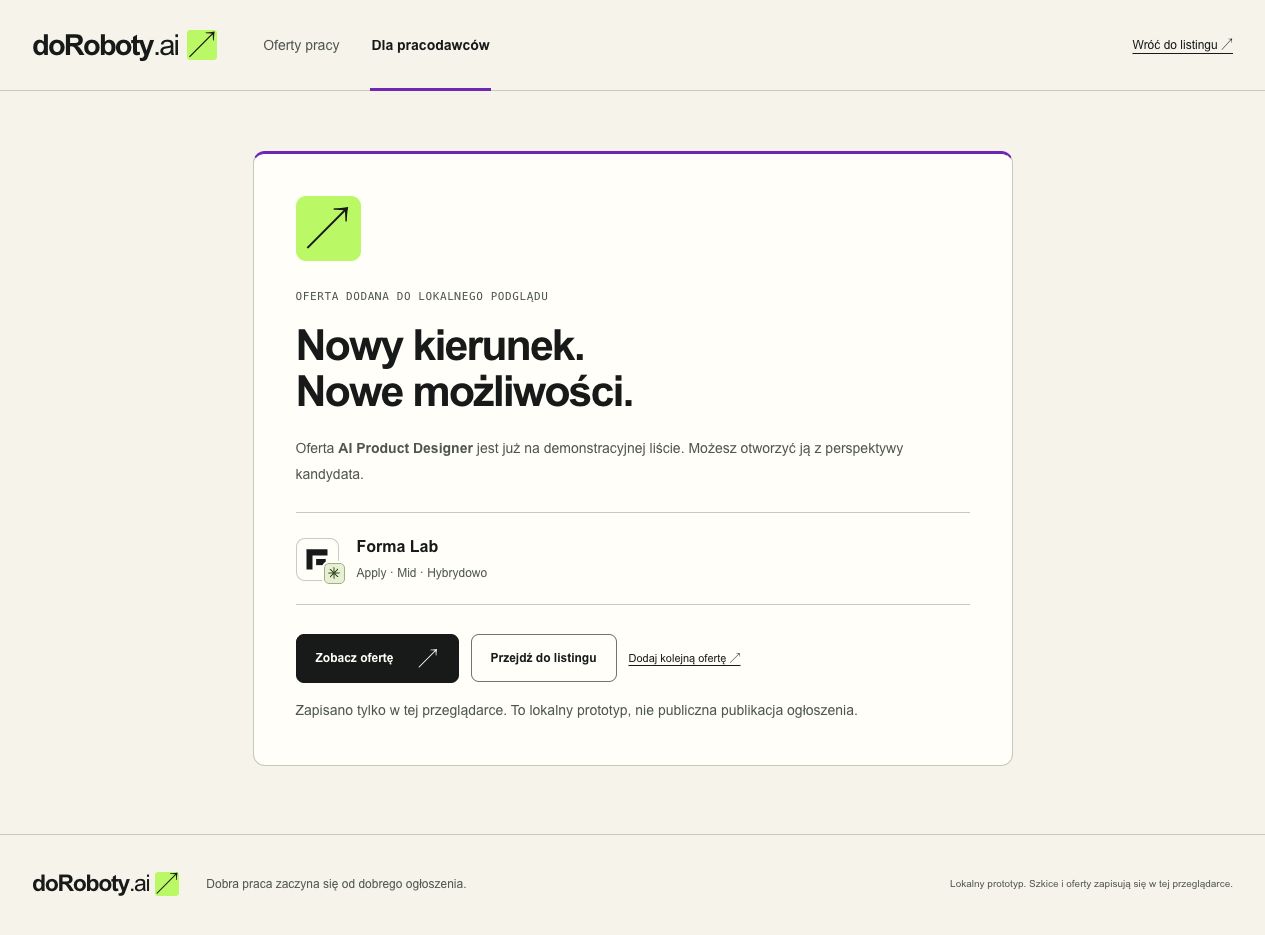 doRoboty.ai
Oferty pracy
Dla pracodawców
Wróć do listingu
OFERTA DODANA DO LOKALNEGO PODGLĄDU
Nowy kierunek.
Nowe możliwości.
Oferta AI Product Designer jest już na demonstracyjnej liście. Możesz otworzyć ją z perspektywy
kandydata.
Forma Lab
Apply · Mid · Hybrydowo
Zobacz ofertę
Przejdź do listingu
Dodaj kolejną ofertę
Zapisano tylko w tej przeglądarce. To lokalny prototyp, nie publiczna publikacja ogłoszenia.
doRoboty.ai
Dobra praca zaczyna się od dobrego ogłoszenia.
Lokalny prototyp. Szkice i oferty zapisują się w tej przeglądarce.